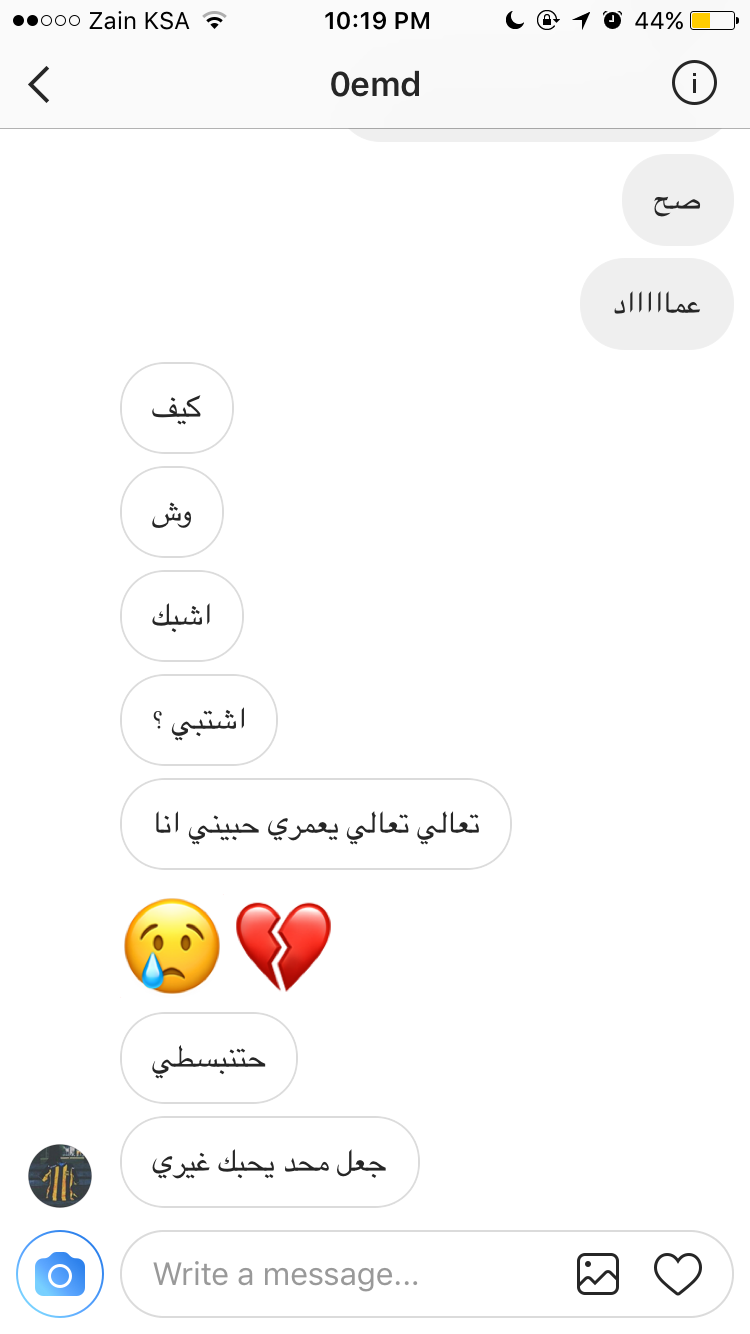 Zain KSA 10:19 PM 44%
0emd
صح
عمااااااد
كيف
وش
اشبك
اشتبي ؟
تعالي تعالي يعمري حبيني انا
😢💔
حتنبسطي
جعل محد يحبك غيري
Write a message...